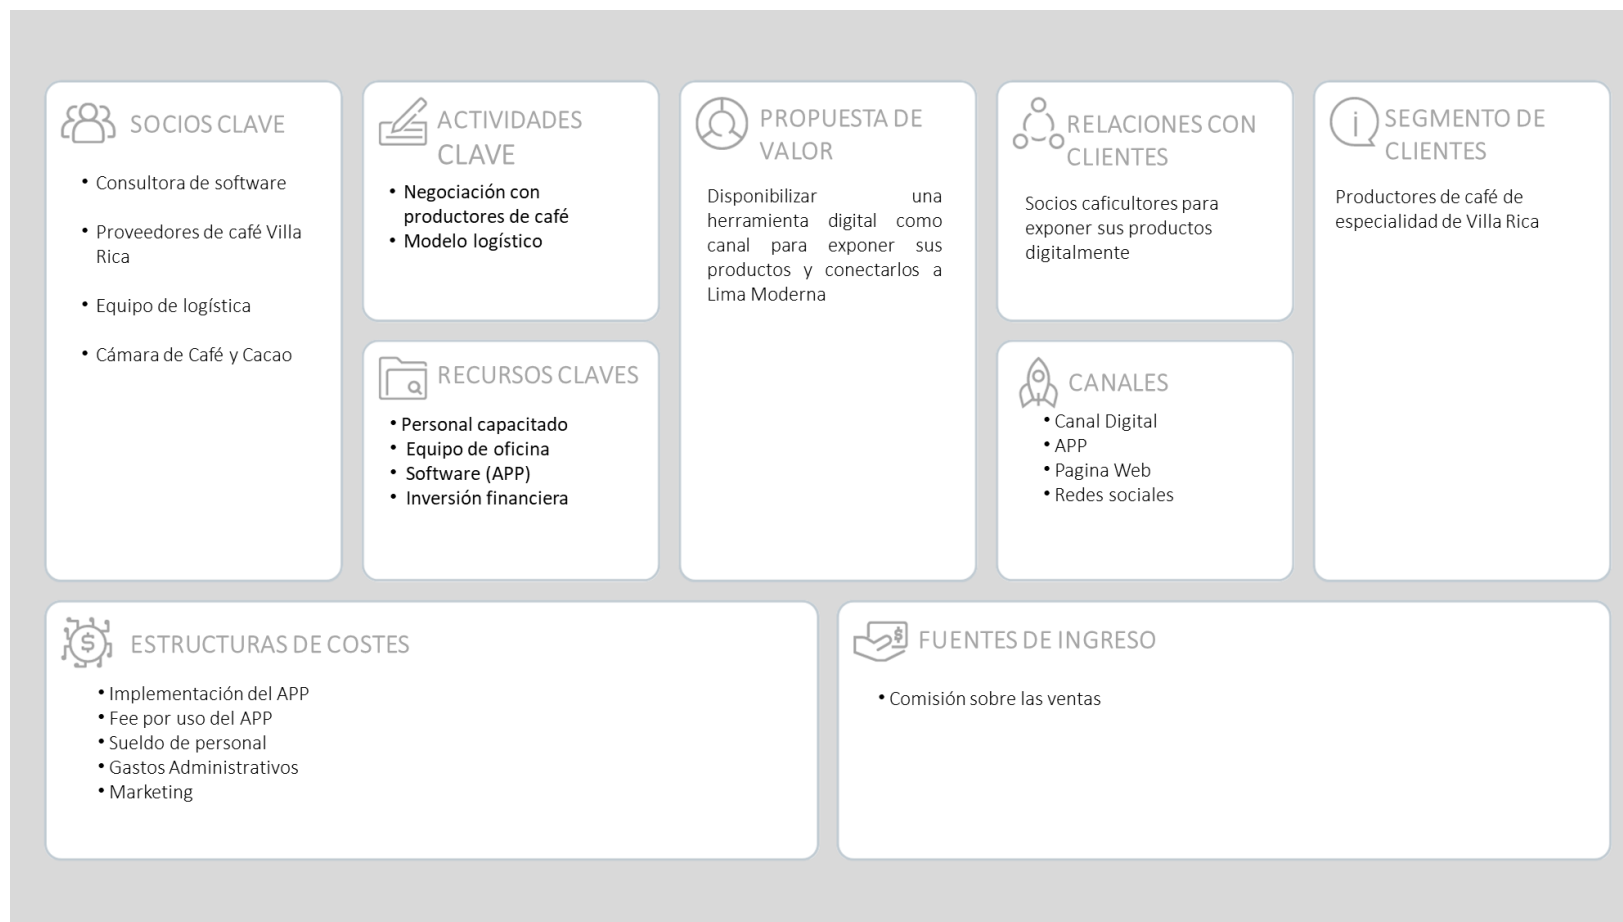 SOCIOS CLAVE
• Consultora de software
• Proveedores de café Villa
Rica
• Equipo de logística
• Cámara de Café y Cacao
ACTIVIDADES
CLAVE
• Negociación con
productores de café
• Modelo logístico
RECURSOS CLAVES
• Personal capacitado
• Equipo de oficina
• Software (APP)
• Inversión financiera
PROPUESTA DE
VALOR
Disponibilizar una
herramienta digital como
canal para exponer sus
productos y conectarlos a
Lima Moderna
RELACIONES CON
CLIENTES
Socios caficultores para
exponer sus productos
digitalmente
CANALES
• Canal Digital
• APP
• Pagina Web
• Redes sociales
SEGMENTO DE
CLIENTES
Productores de café de
especialidad de Villa Rica
ESTRUCTURAS DE COSTES
• Implementación del APP
• Fee por uso del APP
• Sueldo de personal
• Gastos Administrativos
• Marketing
FUENTES DE INGRESO
• Comisión sobre las ventas